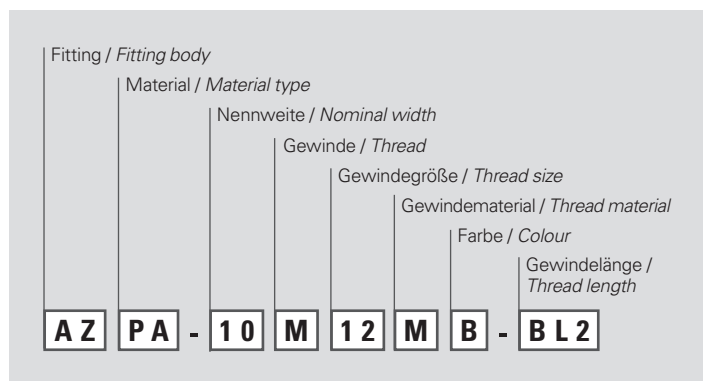 Fitting / Fitting body
Material / Material type
Nennweite / Nominal width
Gewinde / Thread
Gewindegröße / Thread size
Gewindematerial / Thread material
Farbe / Colour
Gewindelänge /
Thread length
AZ PA - 10 M 12 M B - BL2